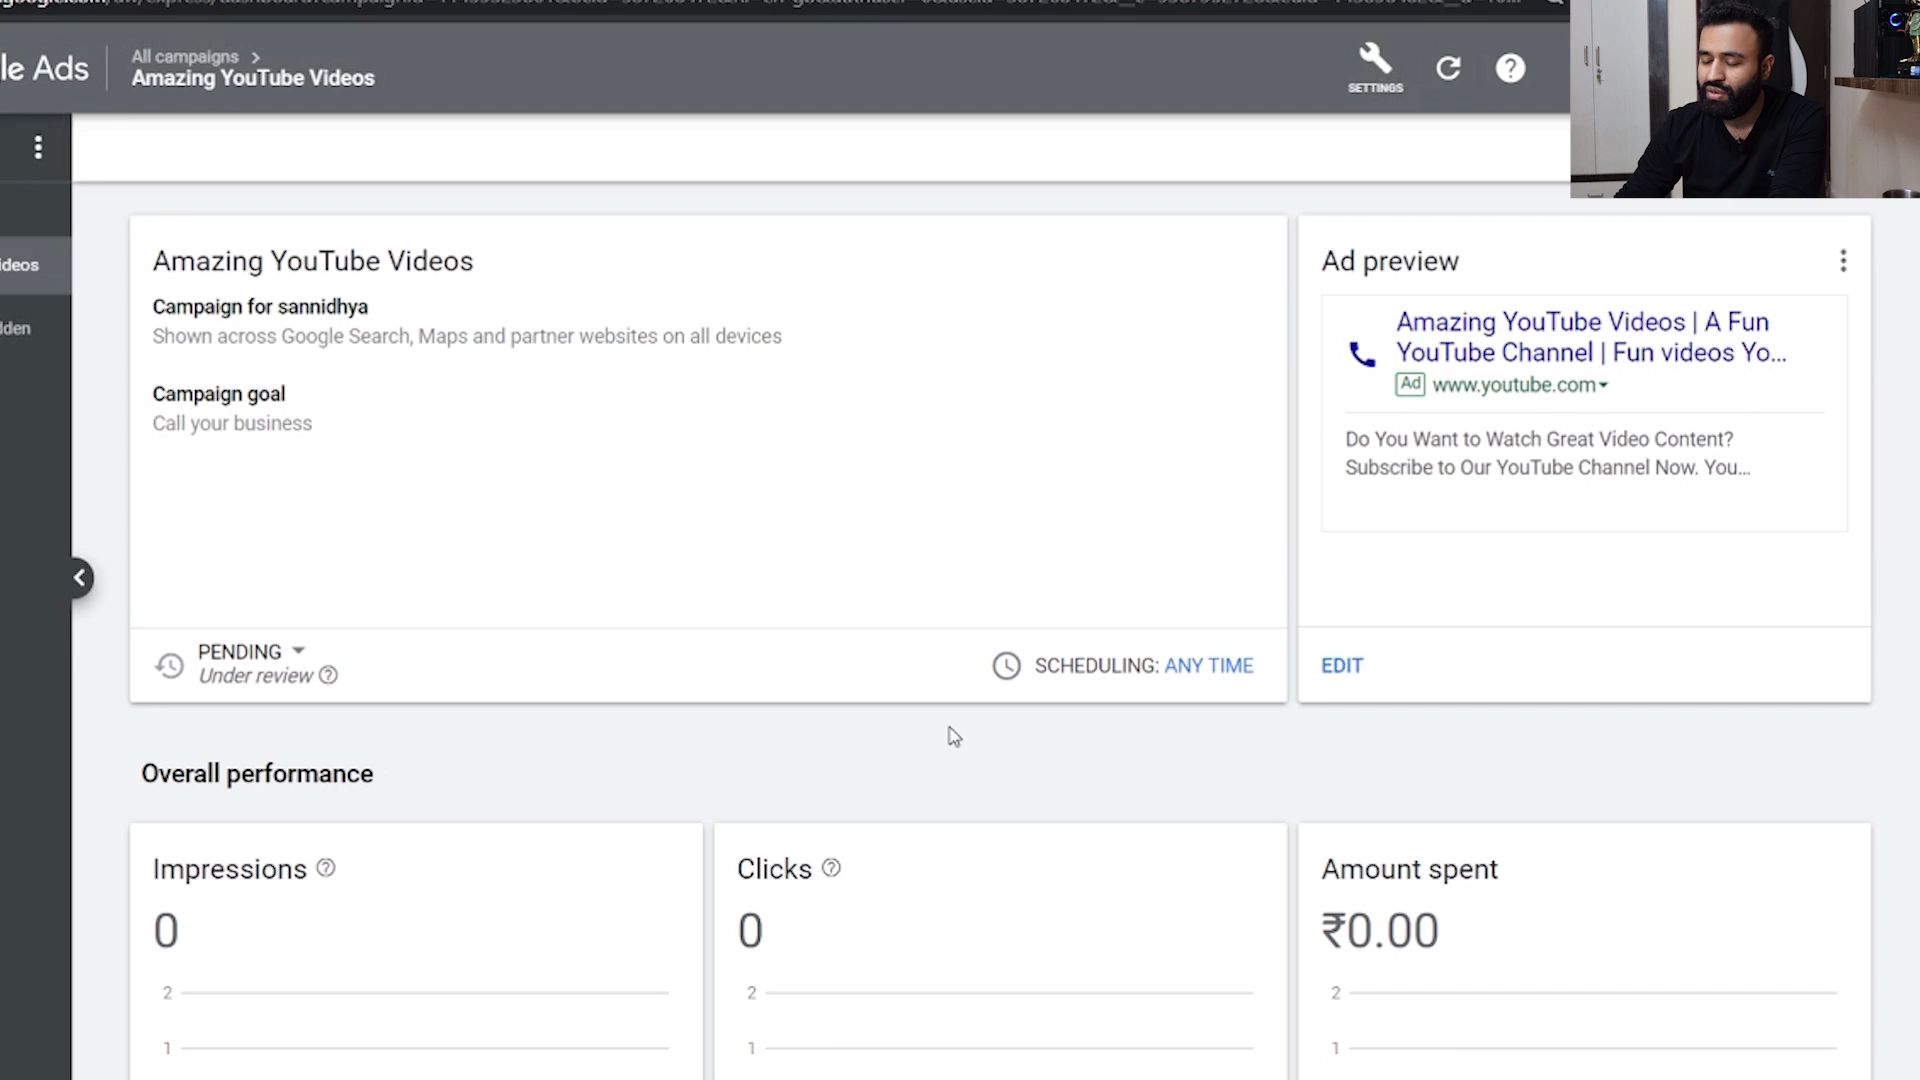 le Ads
All campaigns >
Amazing YouTube Videos
SETTINGS
ideos
dden
Amazing YouTube Videos
Campaign for sannidhya
Shown across Google Search, Maps and partner websites on all devices
Campaign goal
Call your business
PENDING
Under review
SCHEDULING: ANY TIME
Ad preview
Amazing YouTube Videos | A Fun
YouTube Channel | Fun videos Yo...
Ad www.youtube.com
Do You Want to Watch Great Video Content?
Subscribe to Our YouTube Channel Now. You...
EDIT
Overall performance
Impressions
0
2
1
Clicks
0
2
1
Amount spent
₹0.00
2
1